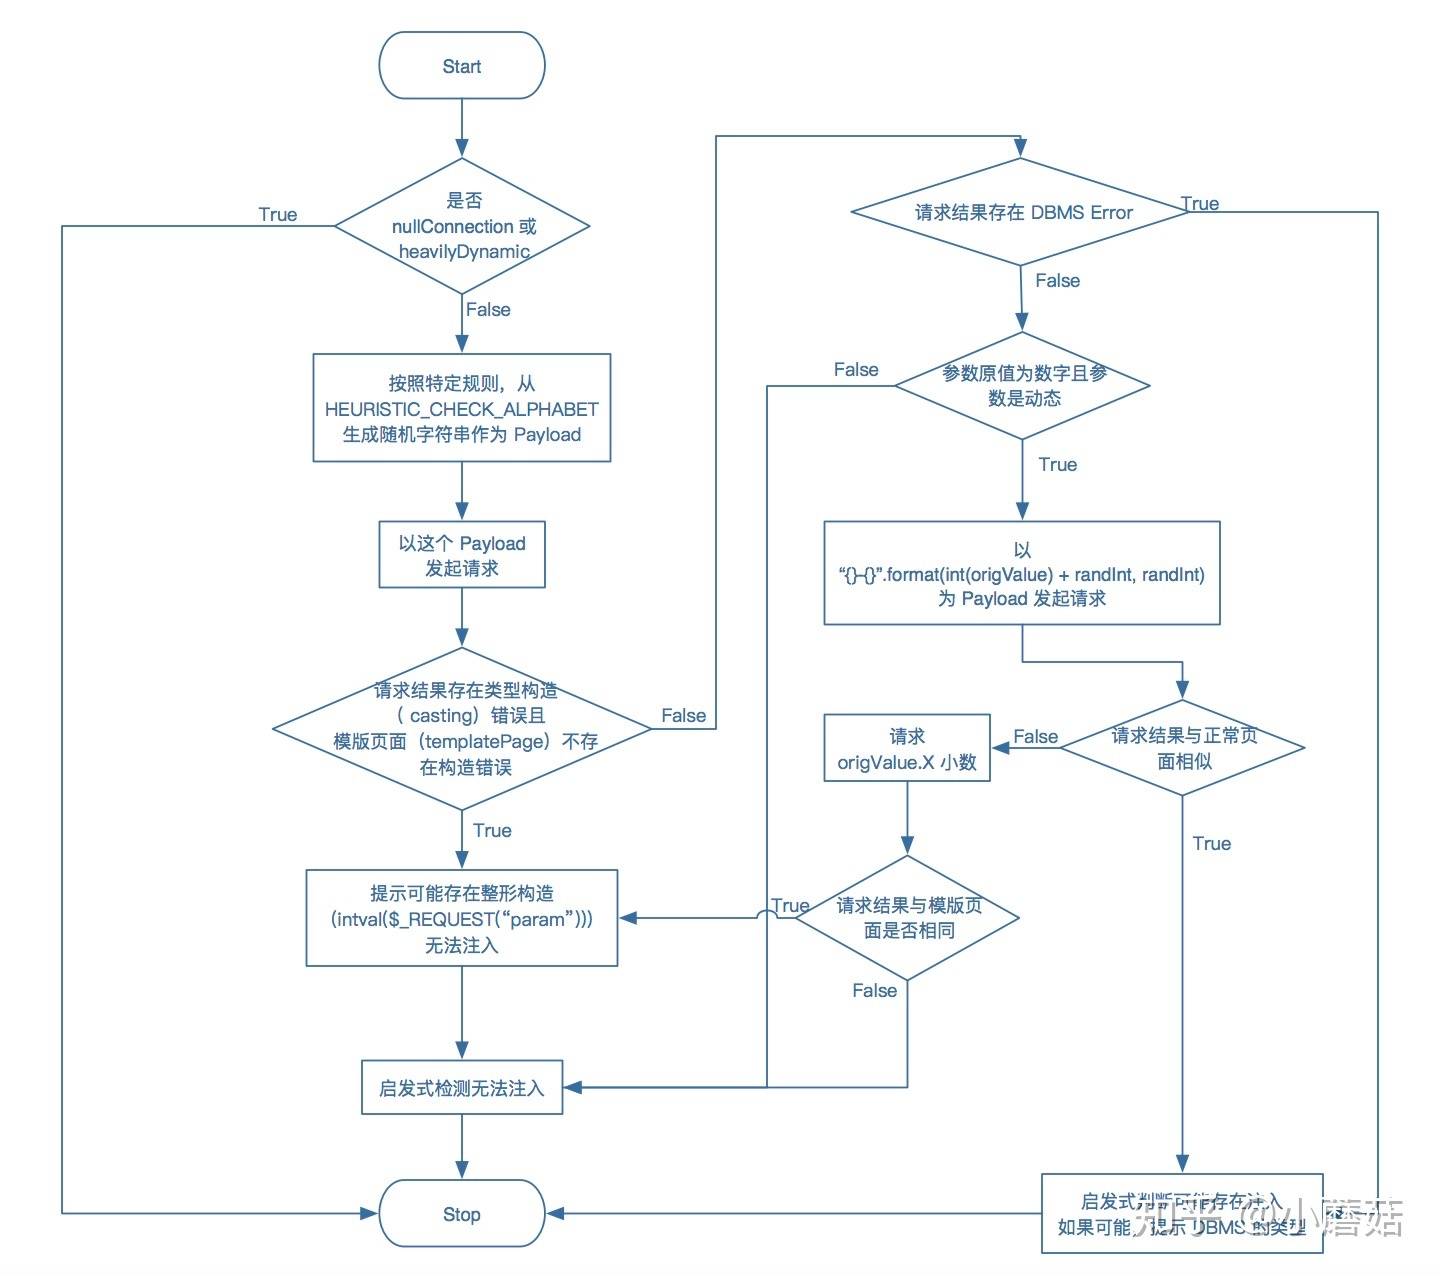 Start
是否
nullConnection 或
heavilyDynamic
True
False
按照特定规则，从
HEURISTIC_CHECK_ALPHABET
生成随机字符串作为 Payload
以这个 Payload
发起请求
请求结果存在类型构造
（ casting）错误且
模版页面（templatePage）不存
在构造错误
False
True
提示可能存在整形构造
(intval($_REQUEST(“param”)))
无法注入
启发式检测无法注入
Stop
请求结果存在 DBMS Error
True
False
参数原值为数字且参
数是动态
False
True
以
“{}-{}”.format(int(origValue) + randInt, randInt)
为 Payload 发起请求
请求结果与正常页
面相似
False
True
请求
origValue.X 小数
请求结果与模版页
面是否相同
True
False
启发式判断可能存在注入
如果可能，提示 DBMS 的类型
知乎 @小蘑菇